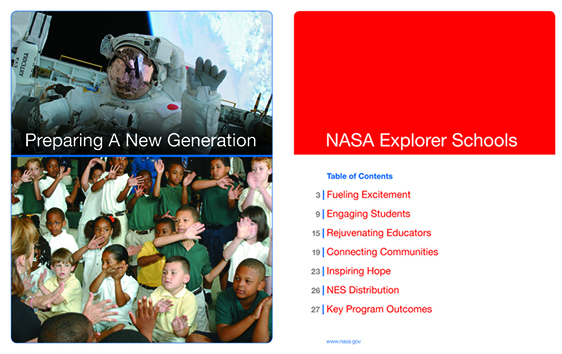 Preparing A New Generation
NASA Explorer Schools
Table of Contents
3 Fueling Excitement
9 Engaging Students
15 Rejuvenating Educators
19 Connecting Communities
23 Inspiring Hope
26 NES Distribution
27 Key Program Outcomes
www.nasa.gov